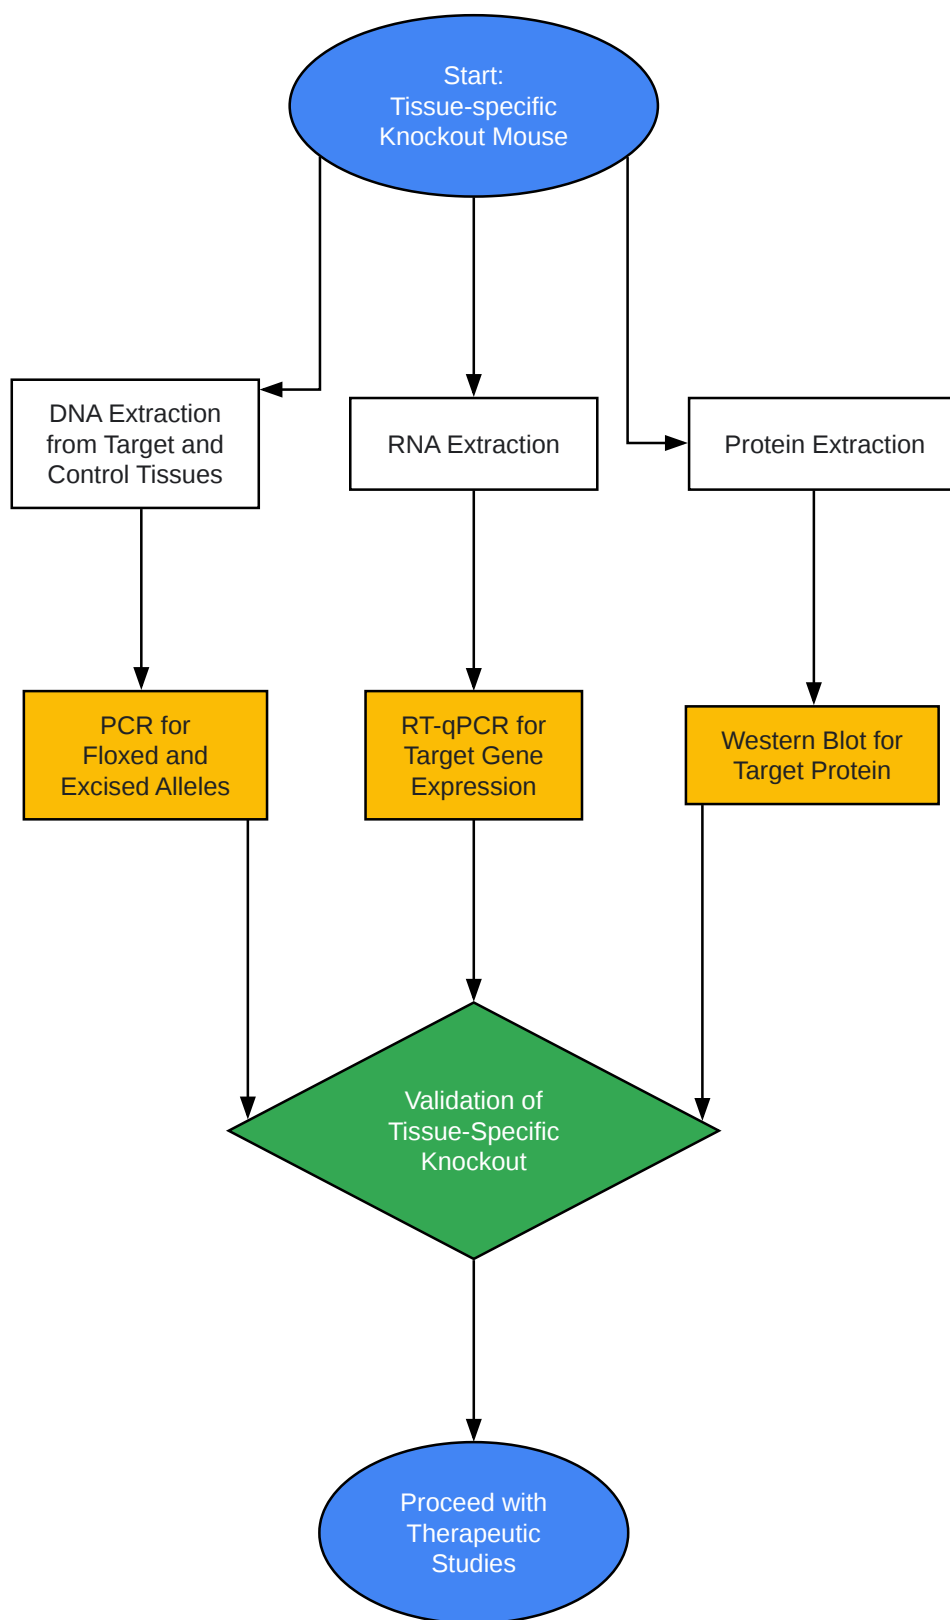 Start:
Tissue-specific
Knockout Mouse
DNA Extraction
from Target and
Control Tissues
RNA Extraction
Protein Extraction
PCR for
Floxed and
Excised Alleles
RT-qPCR for
Target Gene
Expression
Western Blot for
Target Protein
Validation of
Tissue-Specific
Knockout
Proceed with
Therapeutic
Studies